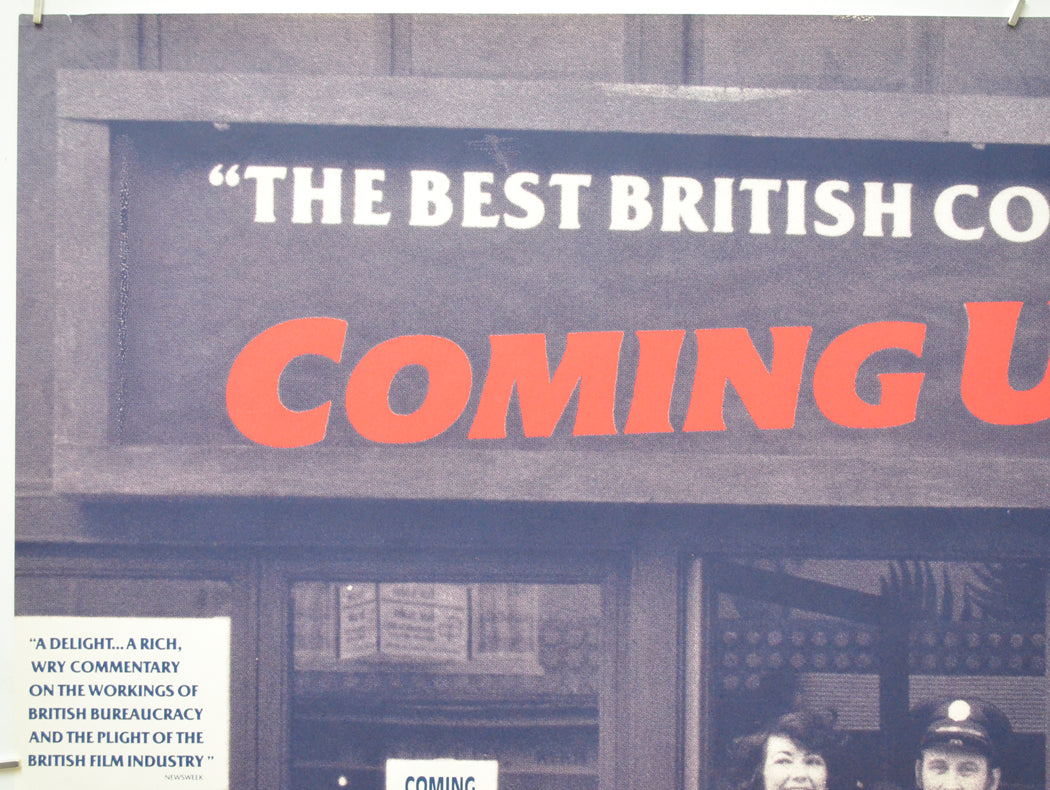 “THE BEST BRITISH CO
COMING U
“A DELIGHT... A RICH,
WRY COMMENTARY
ON THE WORKINGS OF
BRITISH BUREAUCRACY
AND THE PLIGHT OF THE
BRITISH FILM INDUSTRY”
NEWSWEEK
COMING